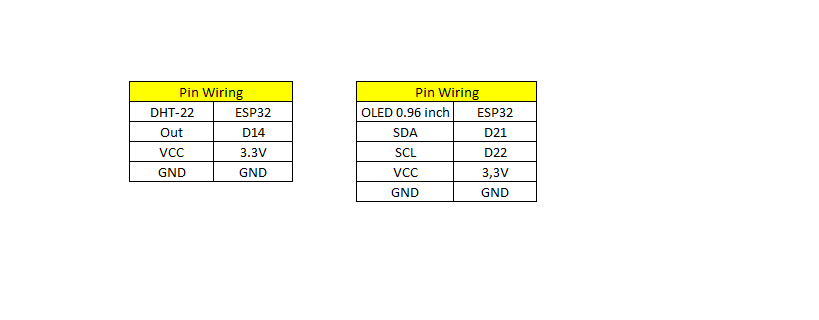 Pin Wiring
DHT-22 ESP32
Out D14
VCC 3.3V
GND GND
Pin Wiring
OLED 0.96 inch ESP32
SDA D21
SCL D22
VCC 3,3V
GND GND